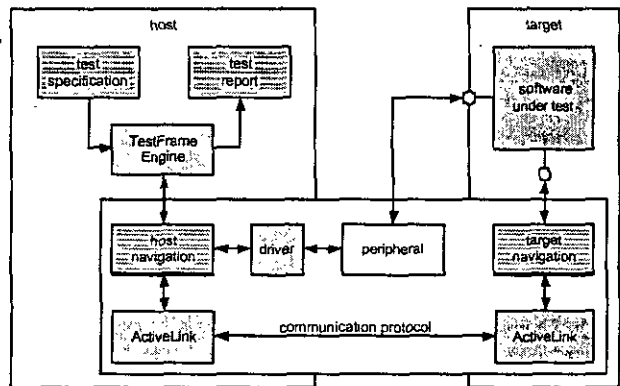 host
target
test
specification
test
report
software
under test
TestFrame
Engine
host
navigation
driver
peripheral
target
navigation
ActiveLink
communication protocol
ActiveLink